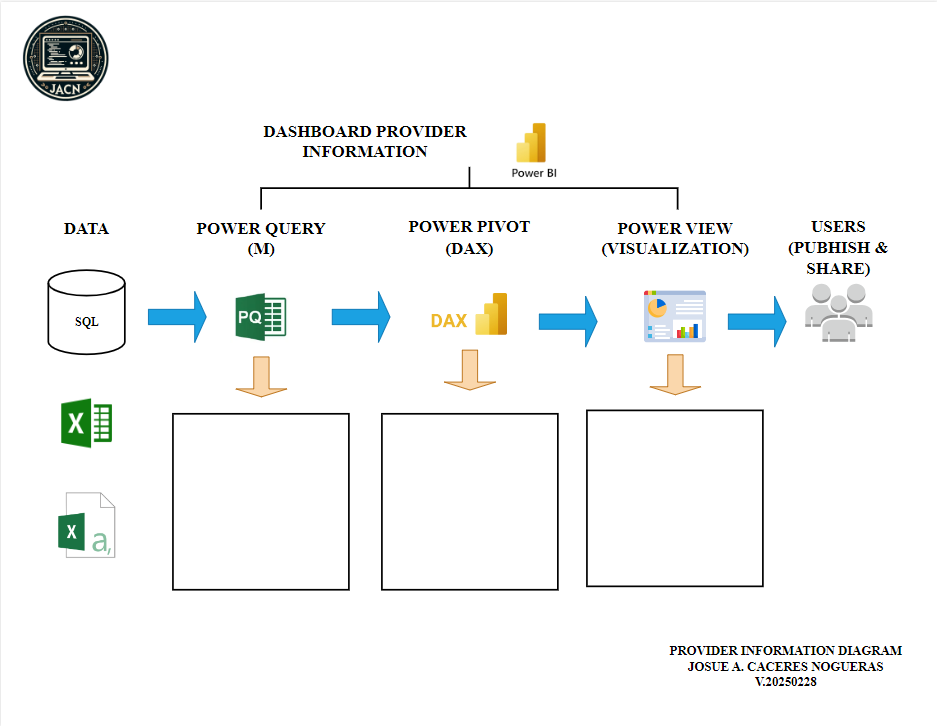 JACN
DASHBOARD PROVIDER
INFORMATION
Power BI
DATA
POWER QUERY
(M)
POWER PIVOT
(DAX)
POWER VIEW
(VISUALIZATION)
USERS
(PUBHISH &
SHARE)
SQL
PQ
DAX
X
X
a,
PROVIDER INFORMATION DIAGRAM
JOSUE A. CACERES NOGUERAS
V.20250228